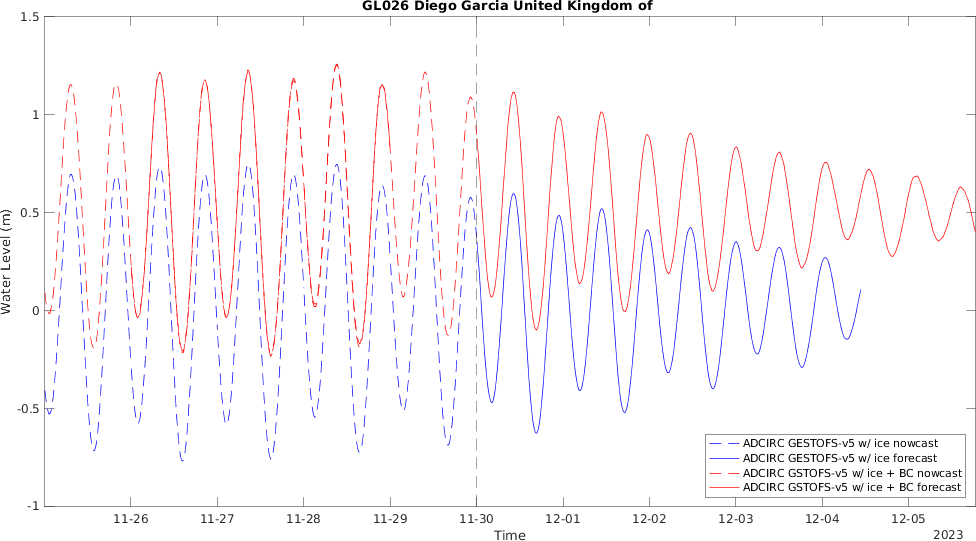 GL026 Diego Garcia United Kingdom of
1.5
1
0.5
0
-0.5
-1
Water Level (m)
11-26 11-27 11-28 11-29 11-30 12-01 12-02 12-03 12-04 12-05
Time
2023
ADCIRC GESTOFS-v5 w/ ice nowcast
ADCIRC GESTOFS-v5 w/ ice forecast
ADCIRC GSTOFS-v5 w/ ice + BC nowcast
ADCIRC GSTOFS-v5 w/ ice + BC forecast